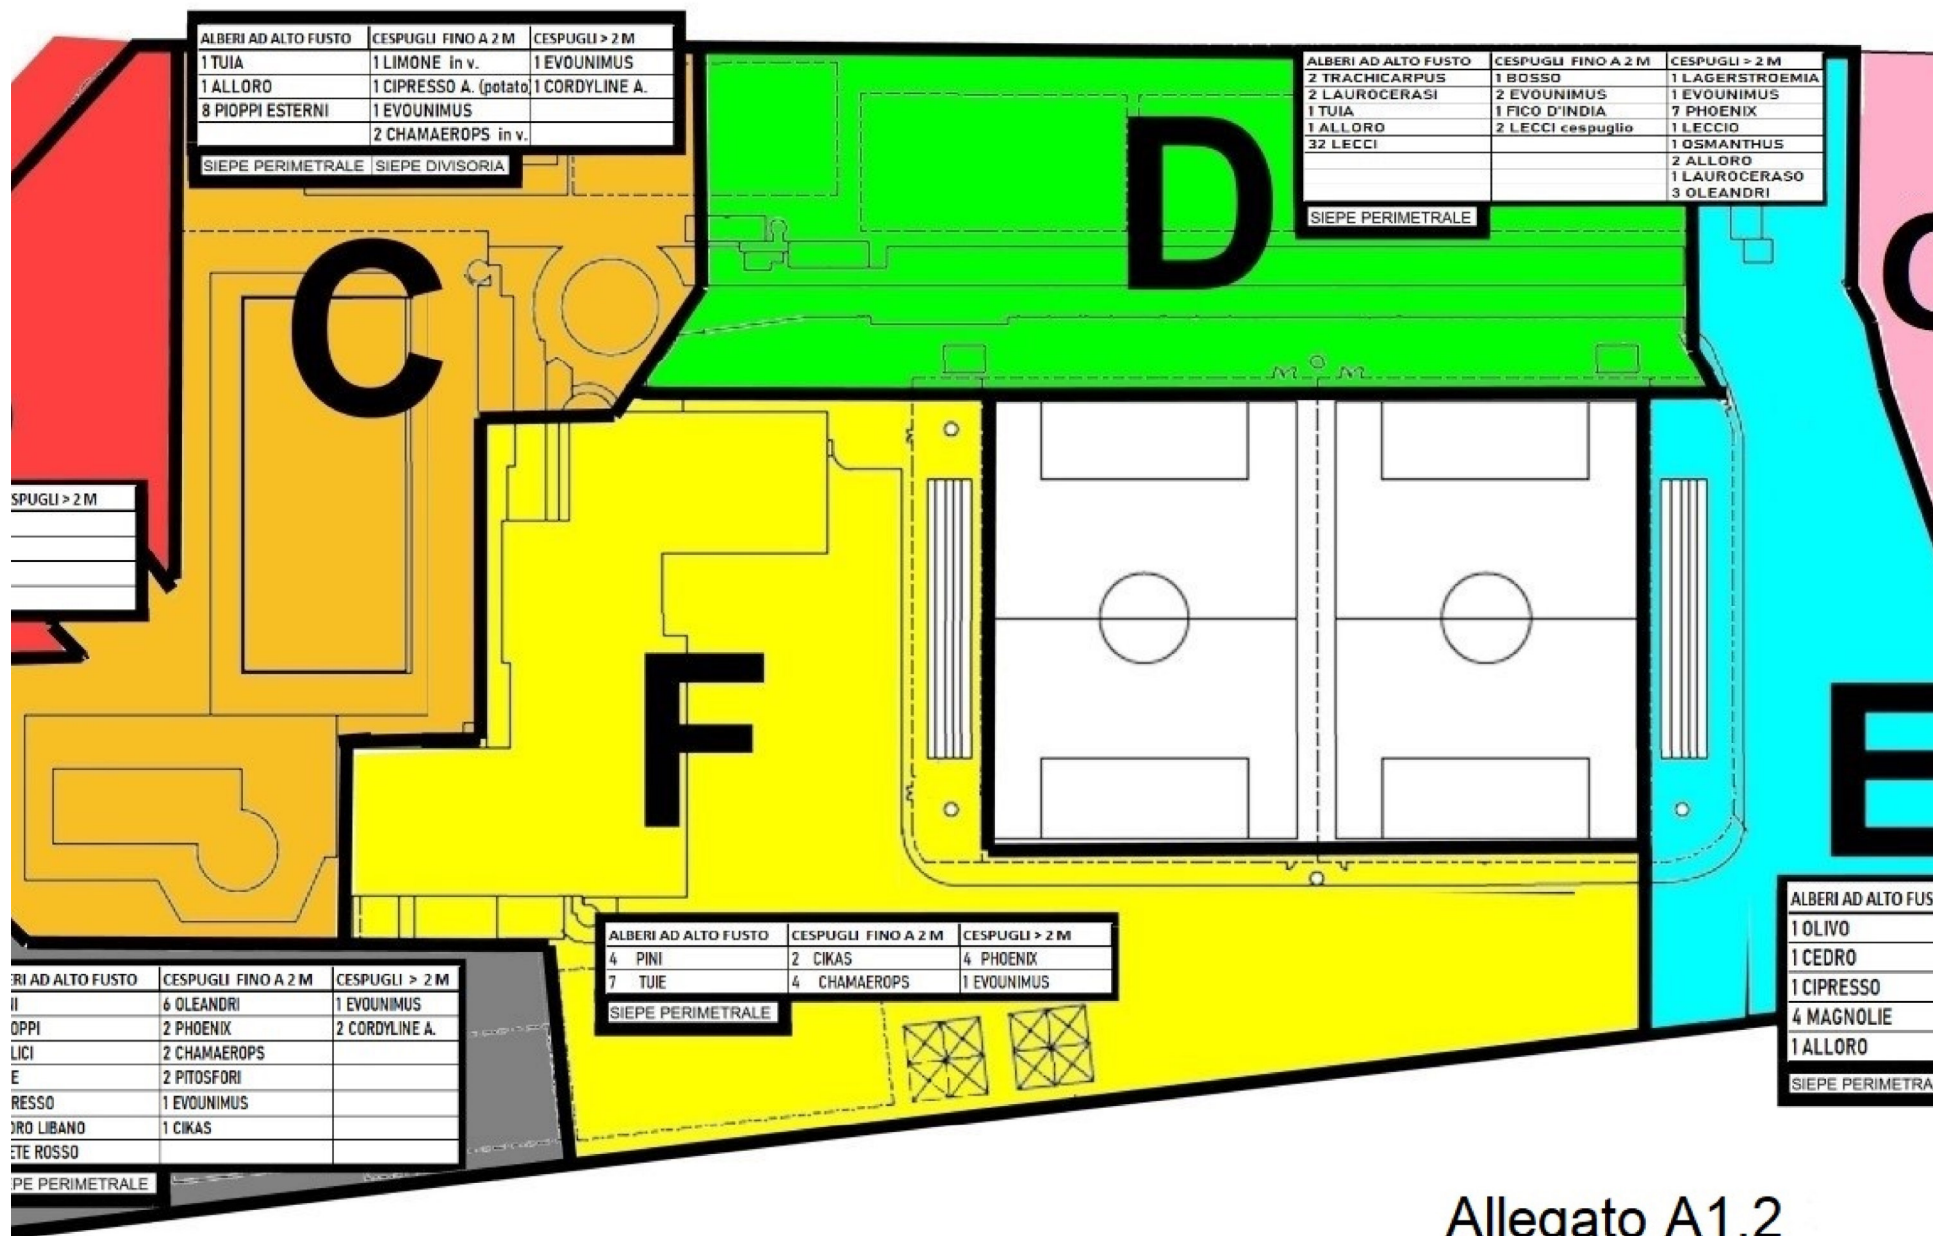 ALBERI AD ALTO FUSTO CESPUGLI FINO A 2 M CESPUGLI > 2 M
1 TUIA 1 LIMONE in v. 1 EVOUNIMUS
1 ALLORO 1 CIPRESSO A. (potato) 1 CORDYLINE A.
8 PIOPPI ESTERNI 1 EVOUNIMUS
2 CHAMAEROPS in v.
SIEPE PERIMETRALE SIEPE DIVISORIA
ALBERI AD ALTO FUSTO CESPUGLI FINO A 2 M CESPUGLI > 2 M
2 TRACHICARPUS 1 BOSSO 1 LAGERSTROEMIA
2 LAUROCERASI 2 EVOUNIMUS 1 EVOUNIMUS
1 TUIA 1 FICO D'INDIA 7 PHOENIX
1 ALLORO 2 LECCI cespuglio 1 LECCIO
32 LECCI 1 OSMANTHUS
2 ALLORO
1 LAUROCERASO
3 OLEANDRI
SIEPE PERIMETRALE
D
C
SPUGLI > 2 M
F
E
ALBERI AD ALTO FUS
1 OLIVO
1 CEDRO
1 CIPRESSO
4 MAGNOLIE
1 ALLORO
SIEPE PERIMETRA
ALBERI AD ALTO FUSTO CESPUGLI FINO A 2 M CESPUGLI > 2 M
4 PINI 2 CIKAS 4 PHOENIX
7 TUIE 4 CHAMAEROPS 1 EVOUNIMUS
SIEPE PERIMETRALE
ERI AD ALTO FUSTO CESPUGLI FINO A 2 M CESPUGLI > 2 M
NI 6 OLEANDRI 1 EVOUNIMUS
OPPI 2 PHOENIX 2 CORDYLINE A.
LICI 2 CHAMAEROPS
E 2 PITOSFORI
RESSO 1 EVOUNIMUS
DRO LIBANO 1 CIKAS
ETE ROSSO
EPE PERIMETRALE
Allegato A1.2